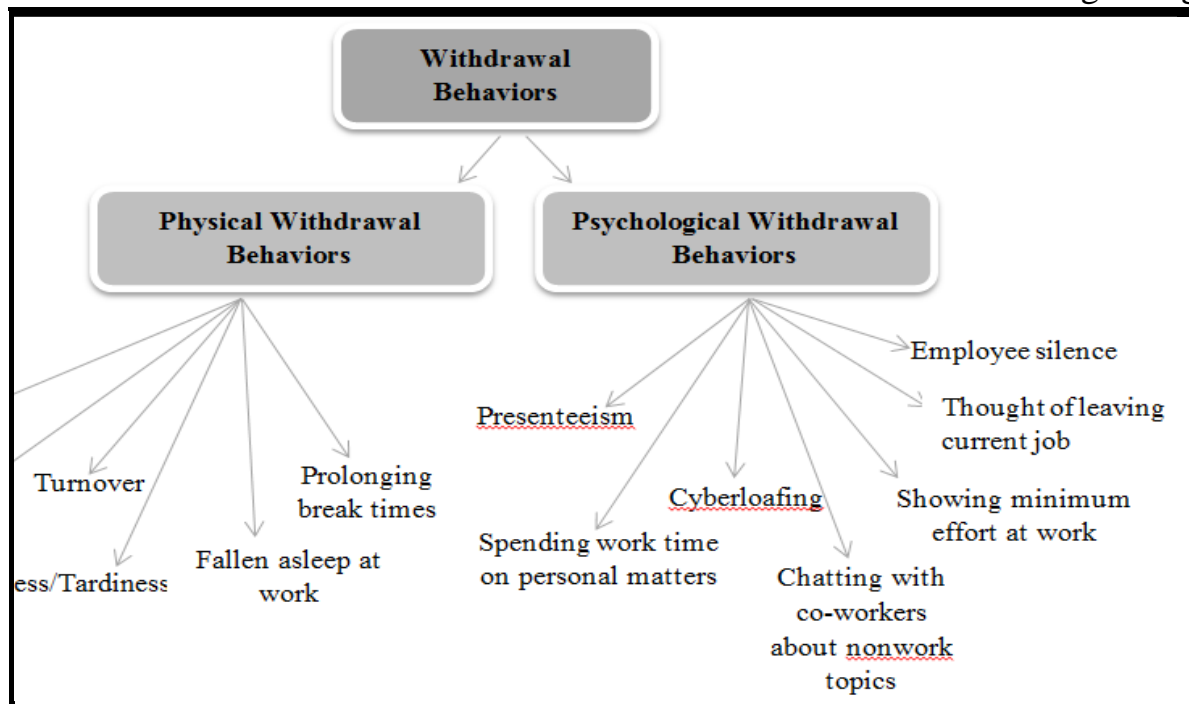 Withdrawal
Behaviors
Physical Withdrawal
Behaviors
Psychological Withdrawal
Behaviors
Turnover
Prolonging
break times
ess/Tardiness
Fallen asleep at
work
Presenteeism
Spending work time
on personal matters
Cyberloafing
Chatting with
co-workers
about nonwork
topics
Showing minimum
effort at work
Thought of leaving
current job
Employee silence